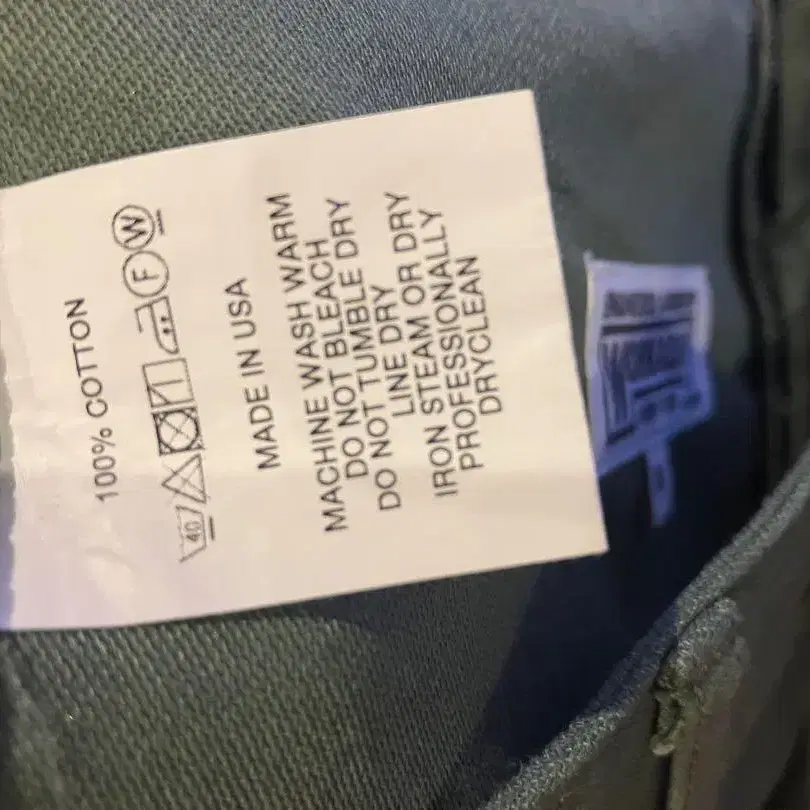 100% COTTON
40 F W
MADE IN USA
MACHINE WASH WARM
DO NOT BLEACH
DO NOT TUMBLE DRY
LINE DRY
IRON STEAM OR DRY
PROFESSIONALLY
DRYCLEAN